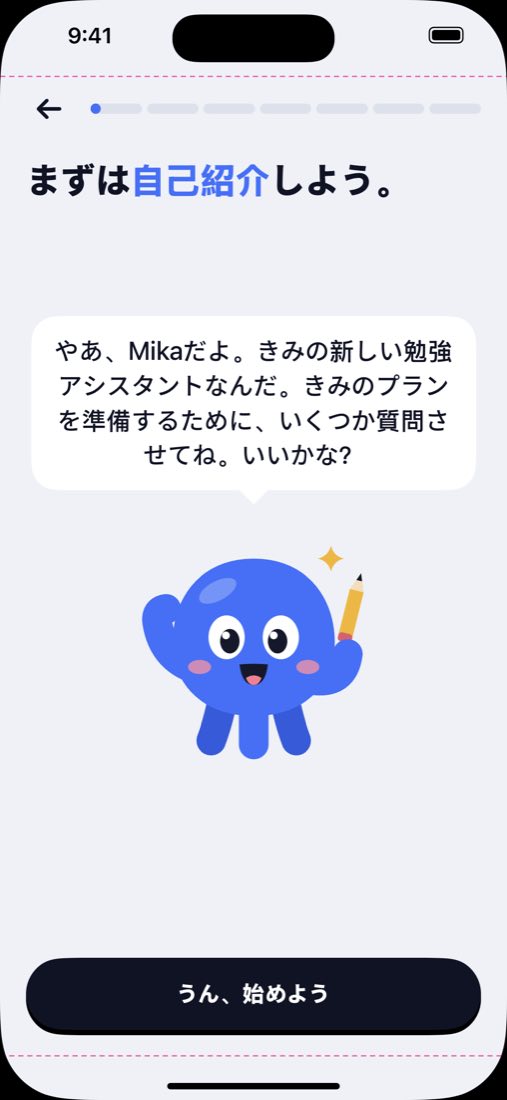 9:41
まずは自己紹介しよう。
やあ、Mikaだよ。きみの新しい勉強
アシスタントなんだ。きみのプラン
を準備するために、いくつか質問さ
せてね。いいかな?
うん、始めよう